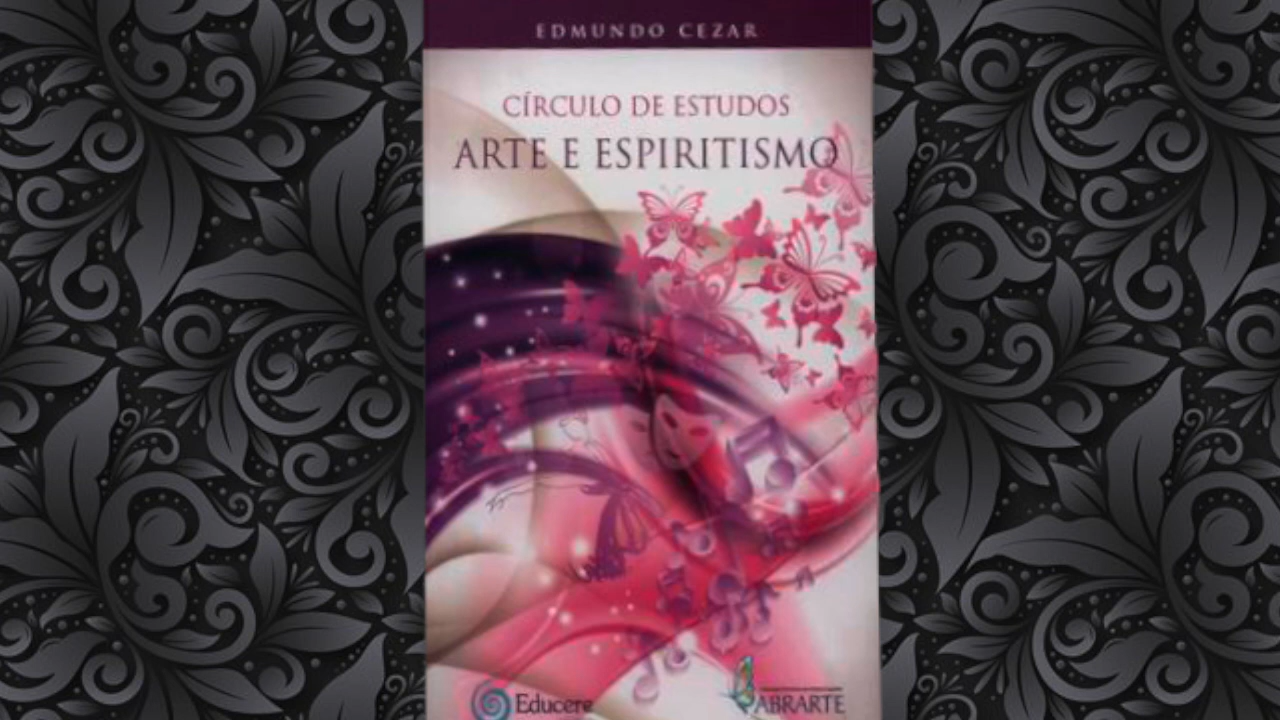 EDMUNDO CEZAR
CÍRCULO DE ESTUDOS
ARTE E ESPIRITISMO
Educere
ABRARTE